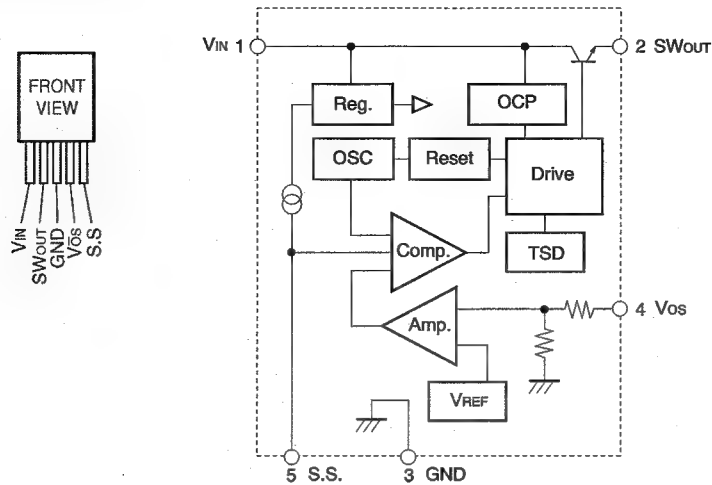 FRONT
VIEW
VIN
SWOUT
GND
VOS
S.S
VIN 1
2 SWOUT
Reg.
OCP
OSC
Reset
Drive
Comp.
TSD
Amp.
4 VOS
VREF
5 S.S.
3 GND